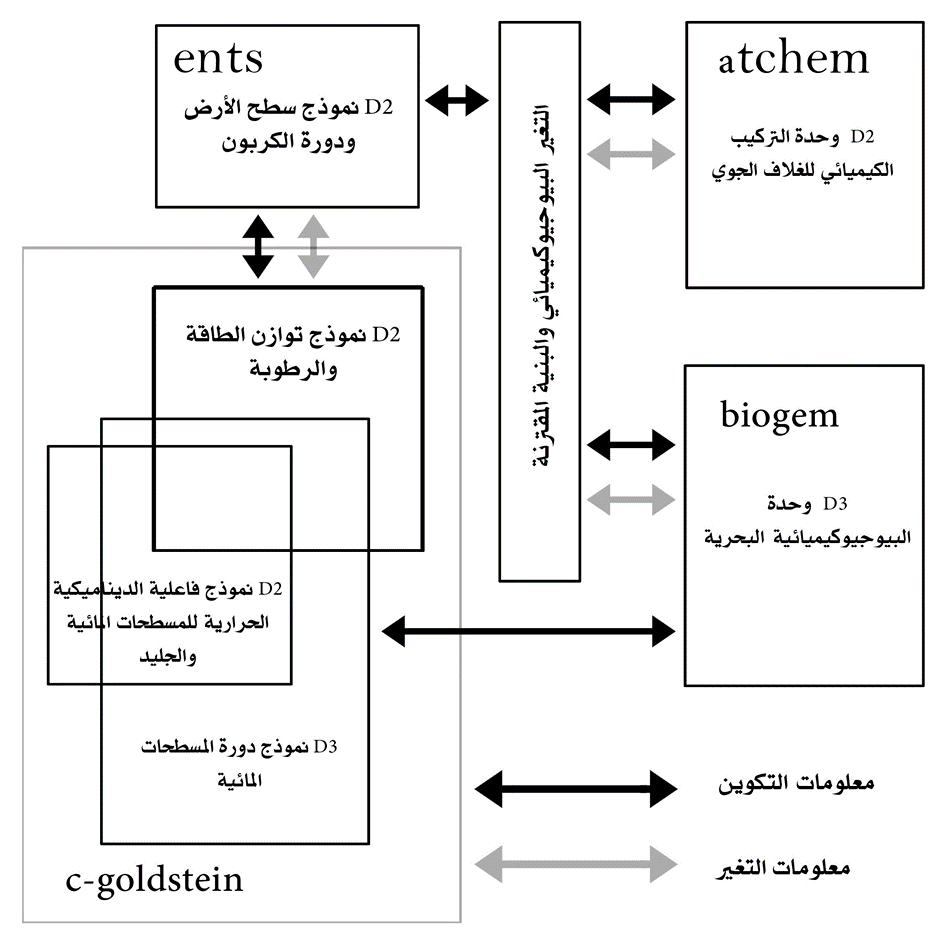 ents
D2 نموذج سطح الأرض
ودورة الكربون
التغير البيوجيوكيميائي والبنية المقترنة
atchem
D2 وحدة التركيب
الكيميائي للغلاف الجوي
D2 نموذج توازن الطاقة
والرطوبة
biogem
D3 وحدة
البيوجيوكيميائية البحرية
D2 نموذج فاعلية الديناميكية
الحرارية للمسطحات المائية
والجليد
D3 نموذج دورة المسطحات
المائية
c-goldstein
معلومات التكوين
معلومات التغير